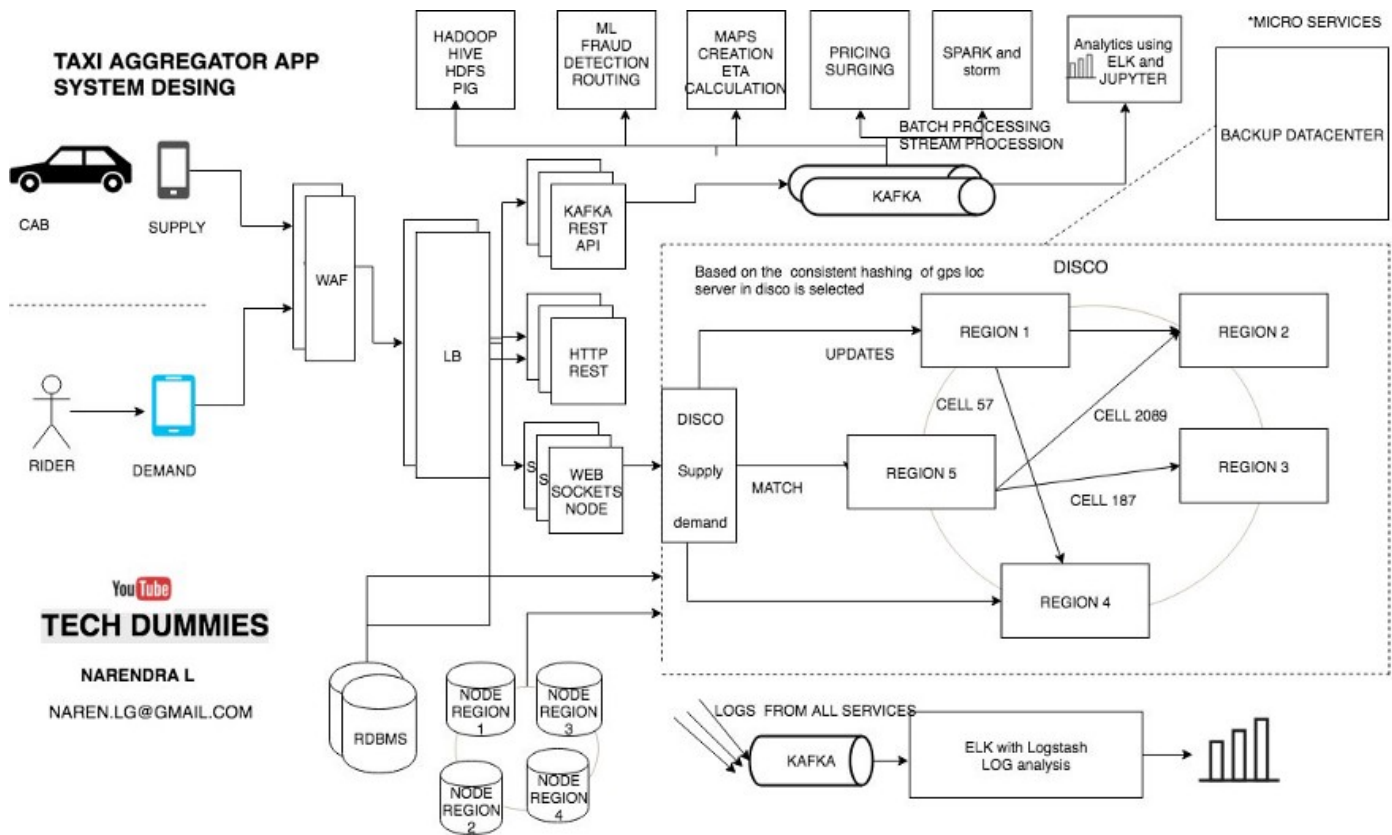 TAXI AGGREGATOR APP
SYSTEM DESING
HADOOP
HIVE
HDFS
PIG
ML
FRAUD
DETECTION
ROUTING
MAPS
CREATION
ETA
CALCULATION
PRICING
SURGING
SPARK and
storm
Analytics using
ELK and
JUPYTER
*MICRO SERVICES
BACKUP DATACENTER
BATCH PROCESSING
STREAM PROCESSION
KAFKA
CAB
SUPPLY
WAF
LB
KAFKA
REST
API
HTTP
REST
S
S
WEB
SOCKETS
NODE
RIDER
DEMAND
Based on the consistent hashing of gps loc
server in disco is selected
DISCO
REGION 1
REGION 2
UPDATES
CELL 57
CELL 2089
DISCO
Supply
demand
MATCH
REGION 5
REGION 3
CELL 187
REGION 4
YouTube
TECH DUMMIES
NARENDRA L
NAREN.LG@GMAIL.COM
RDBMS
NODE
REGION
1
NODE
REGION
3
NODE
REGION
2
NODE
REGION
4
LOGS FROM ALL SERVICES
KAFKA
ELK with Logstash
LOG analysis